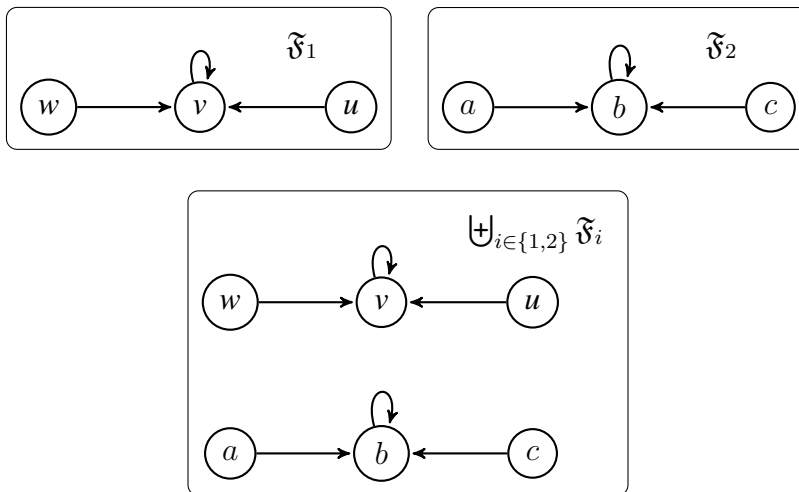 𝔉₁
w v u
𝔉₂
a b c
⨄_{i∈{1,2}} 𝔉ᵢ
w v u
a b c